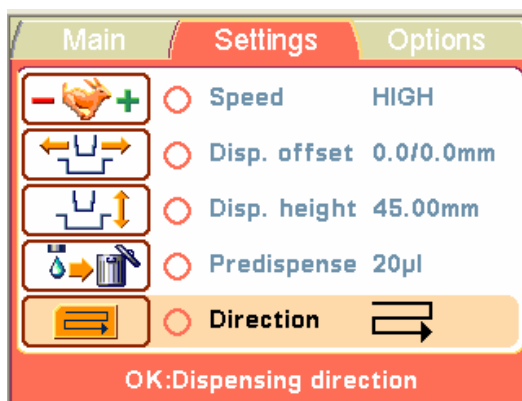 Main Settings Options
Speed HIGH
Disp. offset 0.0/0.0mm
Disp. height 45.00mm
Predispense 20µl
Direction
OK:Dispensing direction